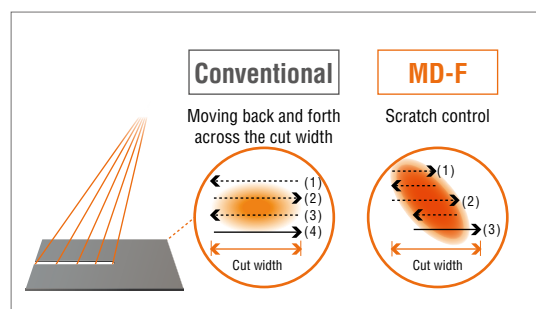 Conventional
MD-F
Moving back and forth
across the cut width
Scratch control
(1)
(2)
(3)
(4)
Cut width
(1)
(2)
(3)
Cut width